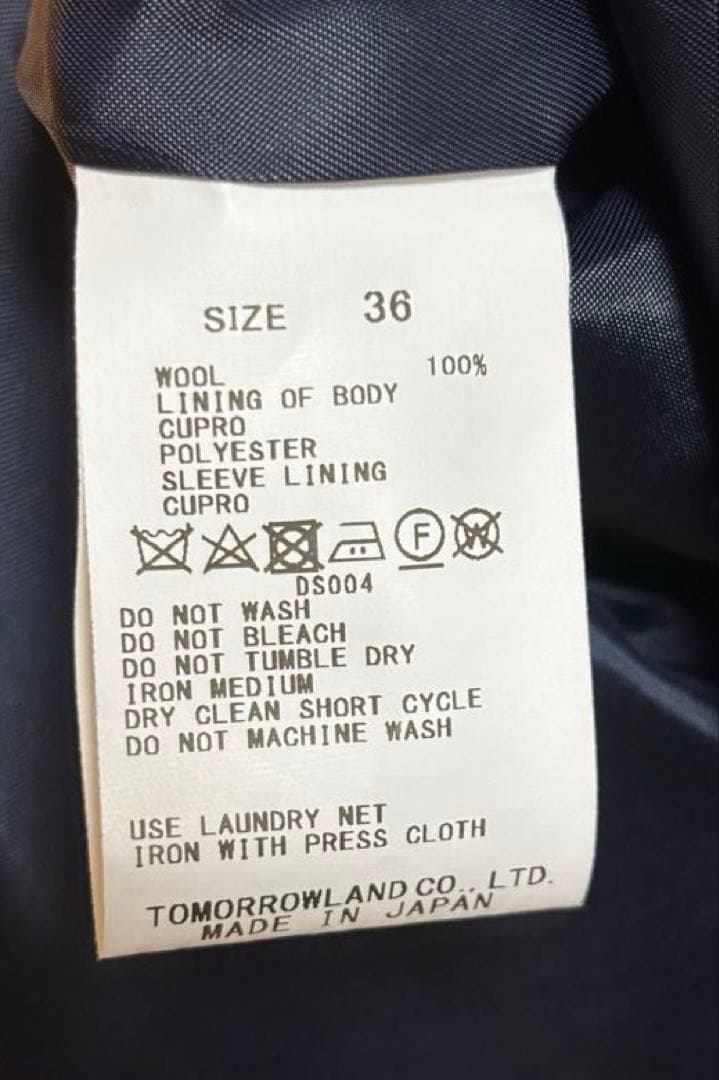 SIZE 36
WOOL 100%
LINING OF BODY
CUPRO
POLYESTER
SLEEVE LINING
CUPRO
F W
DS004
DO NOT WASH
DO NOT BLEACH
DO NOT TUMBLE DRY
IRON MEDIUM
DRY CLEAN SHORT CYCLE
DO NOT MACHINE WASH
USE LAUNDRY NET
IRON WITH PRESS CLOTH
TOMORROWLAND CO., LTD.
MADE IN JAPAN